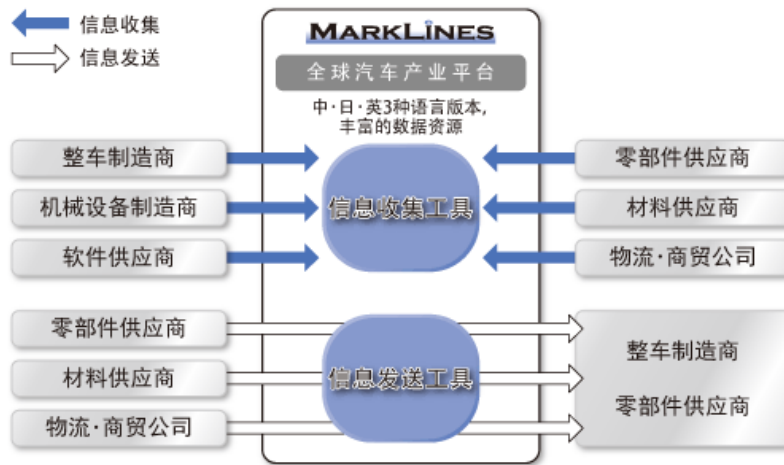 信息收集
信息发送
MARKLINES
全球汽车产业平台
中·日·英3种语言版本,
丰富的数据资源
整车制造商
机械设备制造商
软件供应商
信息收集工具
零部件供应商
材料供应商
物流·商贸公司
零部件供应商
材料供应商
物流·商贸公司
信息发送工具
整车制造商
零部件供应商